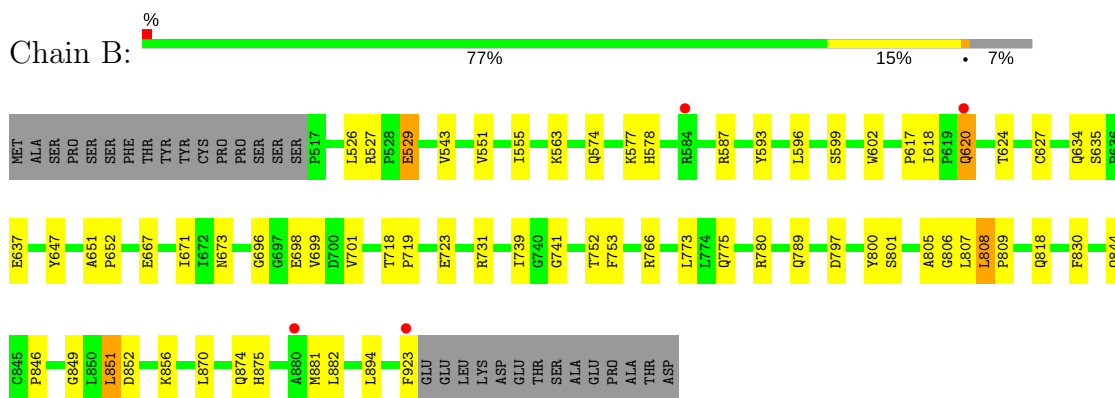 %
Chain B:
77% 15% • 7%
MET ALA SER PRO SER SER PHE THR TYR TYR CYS PRO PRO SER SER SER P517 L526 R527 P528 E529 V543 V551 I555 K563 Q574 K577 H578 R584 R587 Y593 L596 S599 W602 P617 I618 P619 Q620 T624 C627 Q634 S635
E637 Y647 A651 P652 E667 I671 I672 N673 G696 G697 E698 V699 D700 V701 T718 P719 E723 R731 I739 G740 G741 T752 F753 R766 L773 L774 Q775 R780 Q789 D797 Y800 S801 A805 G806 L807 L808 P809 Q818 F830
C845 P846 G849 L850 L851 D852 K856 L870 Q874 H875 A880 M881 L882 L894 F923 GLU GLU LEU LYS ASP GLU THR SER ALA GLU PRO ALA THR ASP